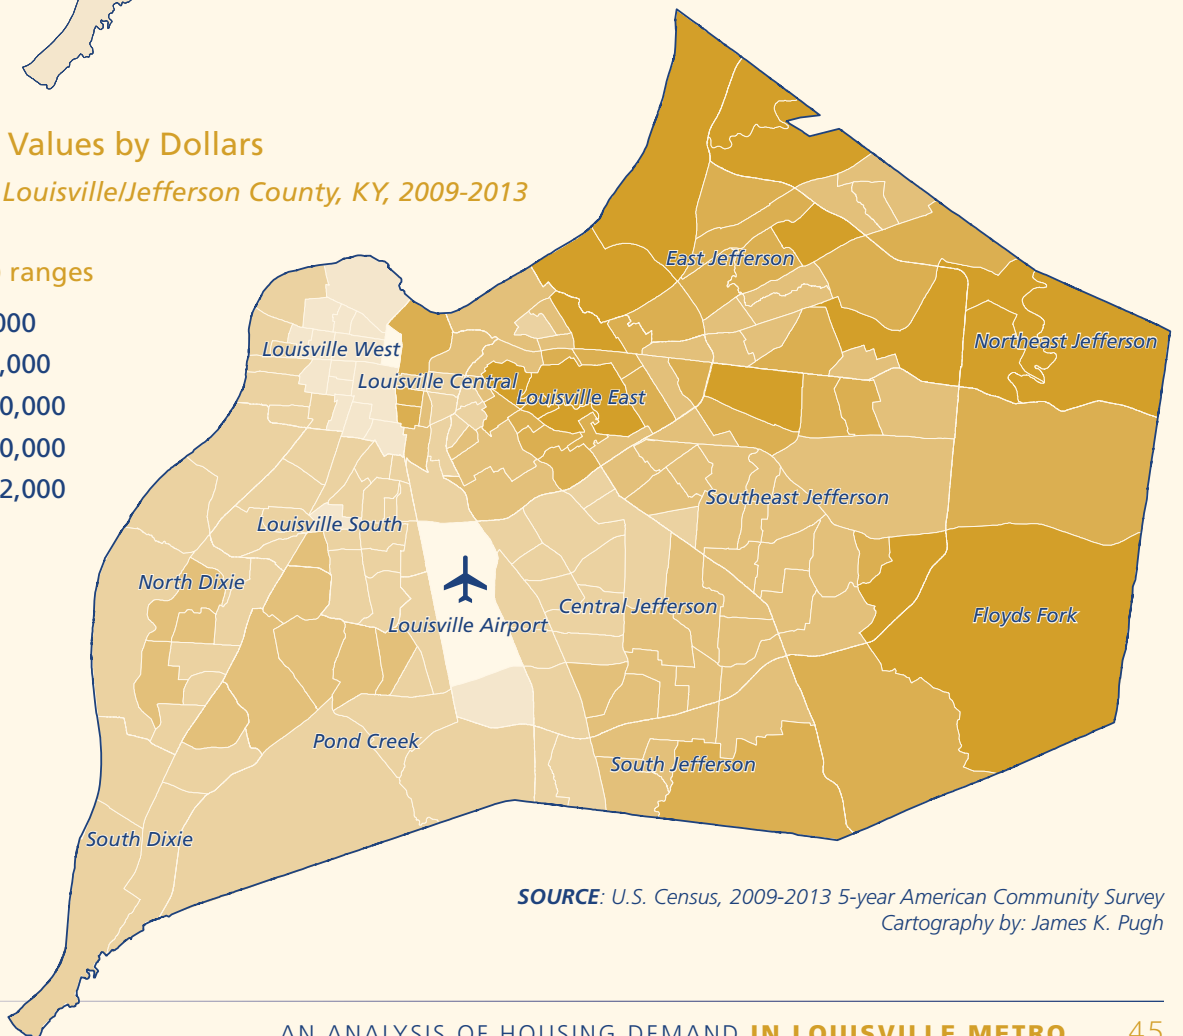 Values by Dollars
Louisville/Jefferson County, KY, 2009-2013
ranges
000
,000
0,000
0,000
2,000
East Jefferson
Northeast Jefferson
Louisville West
Louisville Central
Louisville East
Southeast Jefferson
Louisville South
North Dixie
Central Jefferson
Floyds Fork
Louisville Airport
Pond Creek
South Jefferson
South Dixie
SOURCE: U.S. Census, 2009-2013 5-year American Community Survey
Cartography by: James K. Pugh
AN ANALYSIS OF HOUSING DEMAND IN LOUISVILLE METRO 45